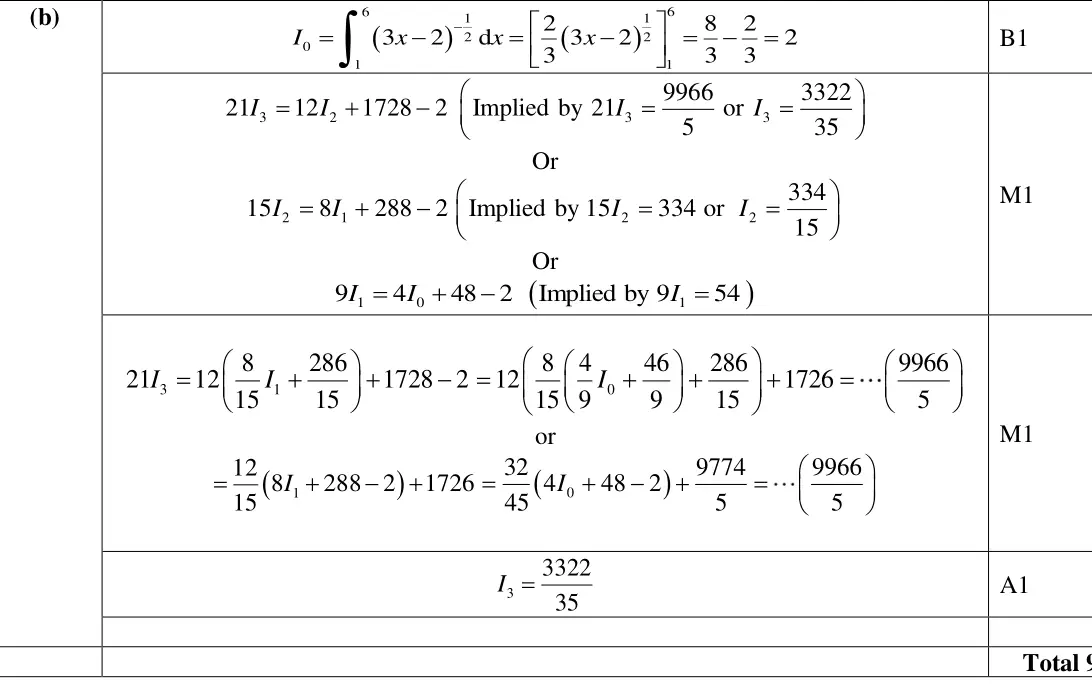 (b) I₀ = ∫₁⁶ (3x − 2)^(−1/2) dx = [2/3 (3x − 2)^(1/2)]₁⁶ = 8/3 − 2/3 = 2 B1
21I₃ = 12I₂ + 1728 − 2 (Implied by 21I₃ = 9966/5 or I₃ = 3322/35)
Or
15I₂ = 8I₁ + 288 − 2 (Implied by 15I₂ = 334 or I₂ = 334/15) M1
Or
9I₁ = 4I₀ + 48 − 2 (Implied by 9I₁ = 54)
21I₃ = 12(8/15 I₁ + 286/15) + 1728 − 2 = 12(8/15 (4/9 I₀ + 46/9) + 286/15) + 1726 = ⋯ (9966/5)
or M1
= 12/15 (8I₁ + 288 − 2) + 1726 = 32/45 (4I₀ + 48 − 2) + 9774/5 = ⋯ (9966/5)
I₃ = 3322/35 A1
Total 9